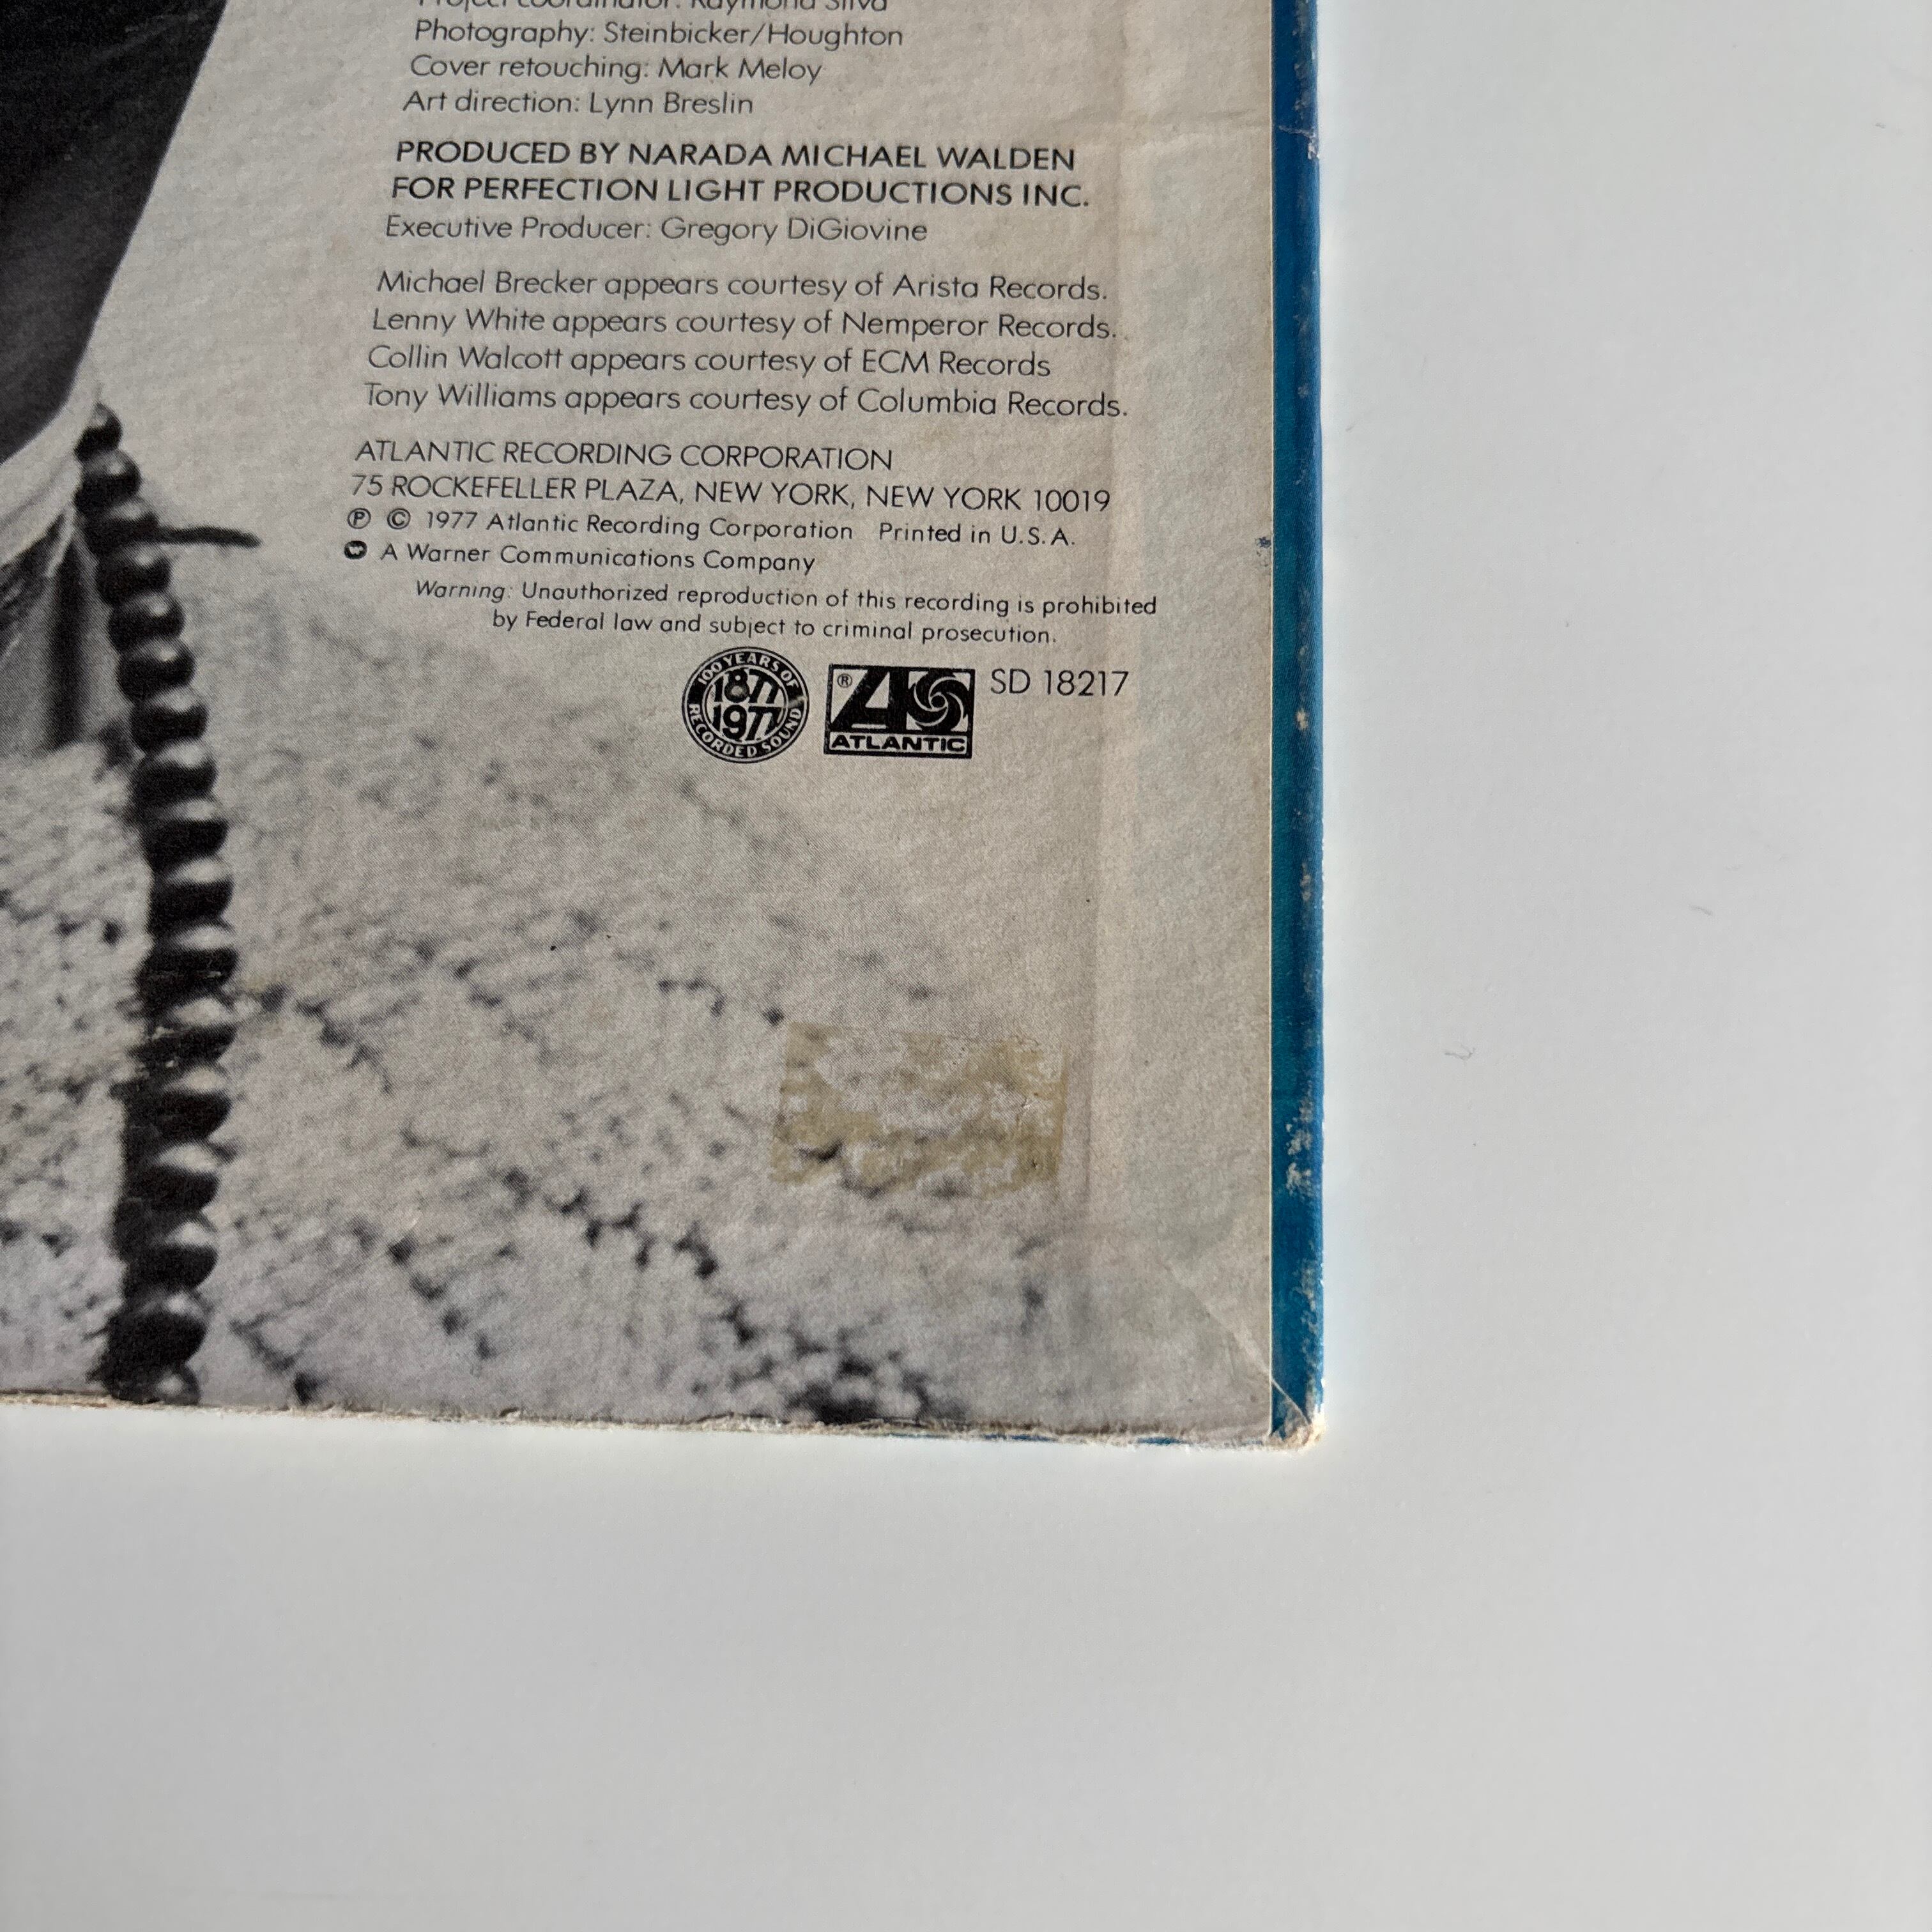 Project coordinator: Raymond Silva
Photography: Steinbicker/Houghton
Cover retouching: Mark Meloy
Art direction: Lynn Breslin
PRODUCED BY NARADA MICHAEL WALDEN
FOR PERFECTION LIGHT PRODUCTIONS INC.
Executive Producer: Gregory DiGiovine
Michael Brecker appears courtesy of Arista Records.
Lenny White appears courtesy of Nemperor Records.
Collin Walcott appears courtesy of ECM Records
Tony Williams appears courtesy of Columbia Records.
ATLANTIC RECORDING CORPORATION
75 ROCKEFELLER PLAZA, NEW YORK, NEW YORK 10019
℗ © 1977 Atlantic Recording Corporation Printed in U.S.A.
A Warner Communications Company
Warning: Unauthorized reproduction of this recording is prohibited
by Federal law and subject to criminal prosecution.
100 YEARS OF
1877
1977
RECORDED SOUND
®
ATLANTIC
SD 18217